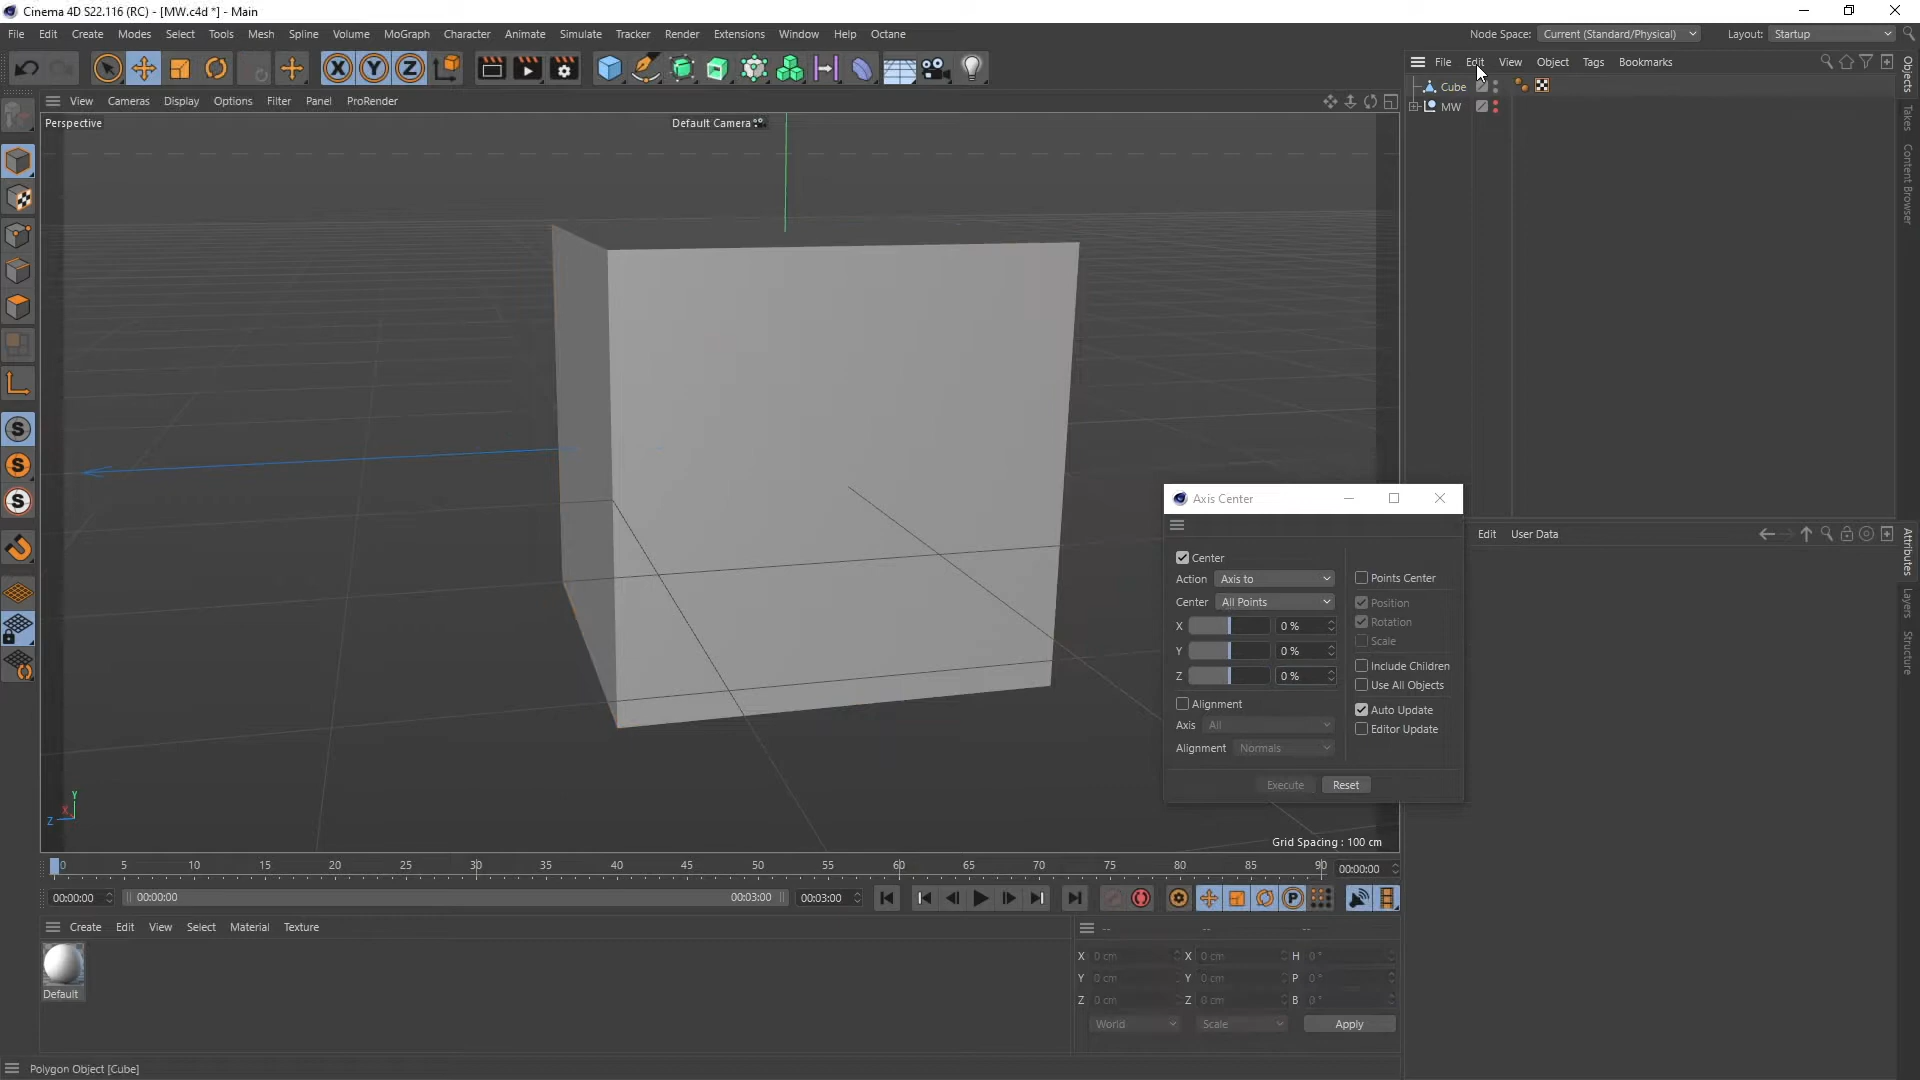 Cinema 4D S22.116 (RC) - [MW.c4d *] - Main
File Edit Create Modes Select Tools Mesh Spline Volume MoGraph Character Animate Simulate Tracker Render Extensions Window Help Octane
Node Space: Current (Standard/Physical) Layout: Startup
X Y Z
File Edit View Object Tags Bookmarks
Cube
MW
View Cameras Display Options Filter Panel ProRender
Perspective
Default Camera
Objects
Takes
Content Browser
S
S
S
Axis Center
Center
Action Axis to
Center All Points
X 0 %
Y 0 %
Z 0 %
Alignment
Axis All
Alignment Normals
Points Center
Position
Rotation
Scale
Include Children
Use All Objects
Auto Update
Editor Update
Execute Reset
Edit User Data
Attributes
Layers
Structure
Y
X
Z
Grid Spacing : 100 cm
0 5 10 15 20 25 30 35 40 45 50 55 60 65 70 75 80 85 90 00:00:00
00:00:00 00:00:00 00:03:00 00:03:00
P
Create Edit View Select Material Texture
Default
-- -- --
X 0 cm X 0 cm H 0 °
Y 0 cm Y 0 cm P 0 °
Z 0 cm Z 0 cm B 0 °
World Scale Apply
Polygon Object [Cube]